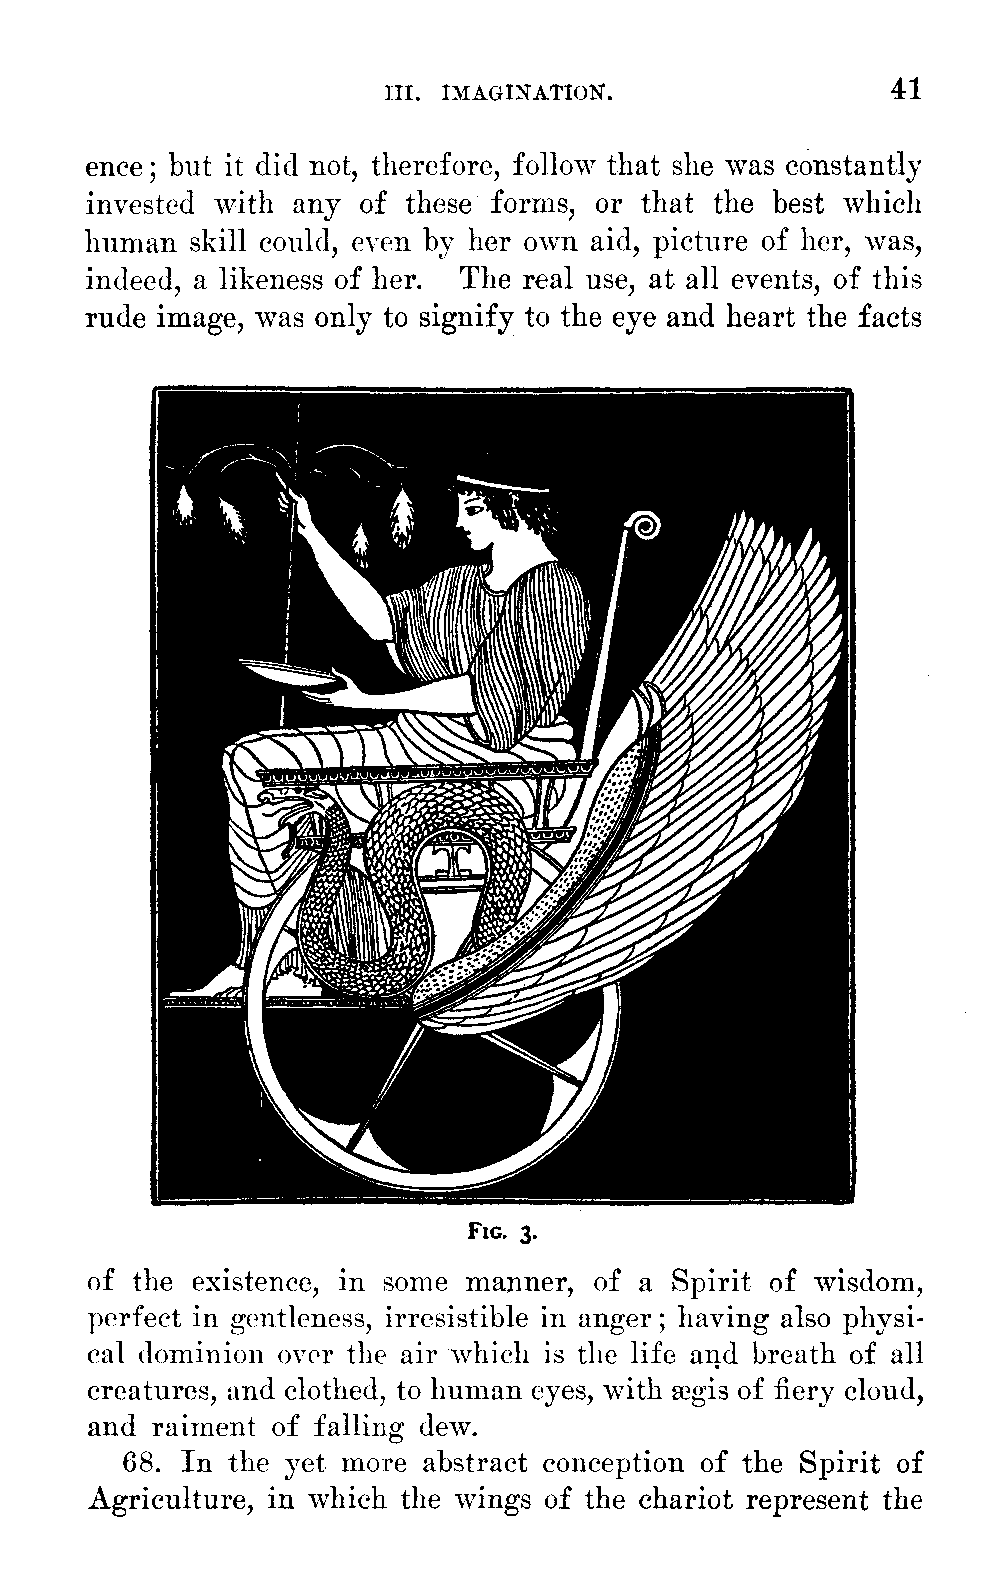 III. IMAGINATION. 41
ence; but it did not, therefore, follow that she was constantly
invested with any of these forms, or that the best which
human skill could, even by her own aid, picture of her, was,
indeed, a likeness of her. The real use, at all events, of this
rude image, was only to signify to the eye and heart the facts
FIG. 3.
of the existence, in some manner, of a Spirit of wisdom,
perfect in gentleness, irresistible in anger; having also physi-
cal dominion over the air which is the life and breath of all
creatures, and clothed, to human eyes, with ægis of fiery cloud,
and raiment of falling dew.
68. In the yet more abstract conception of the Spirit of
Agriculture, in which the wings of the chariot represent the